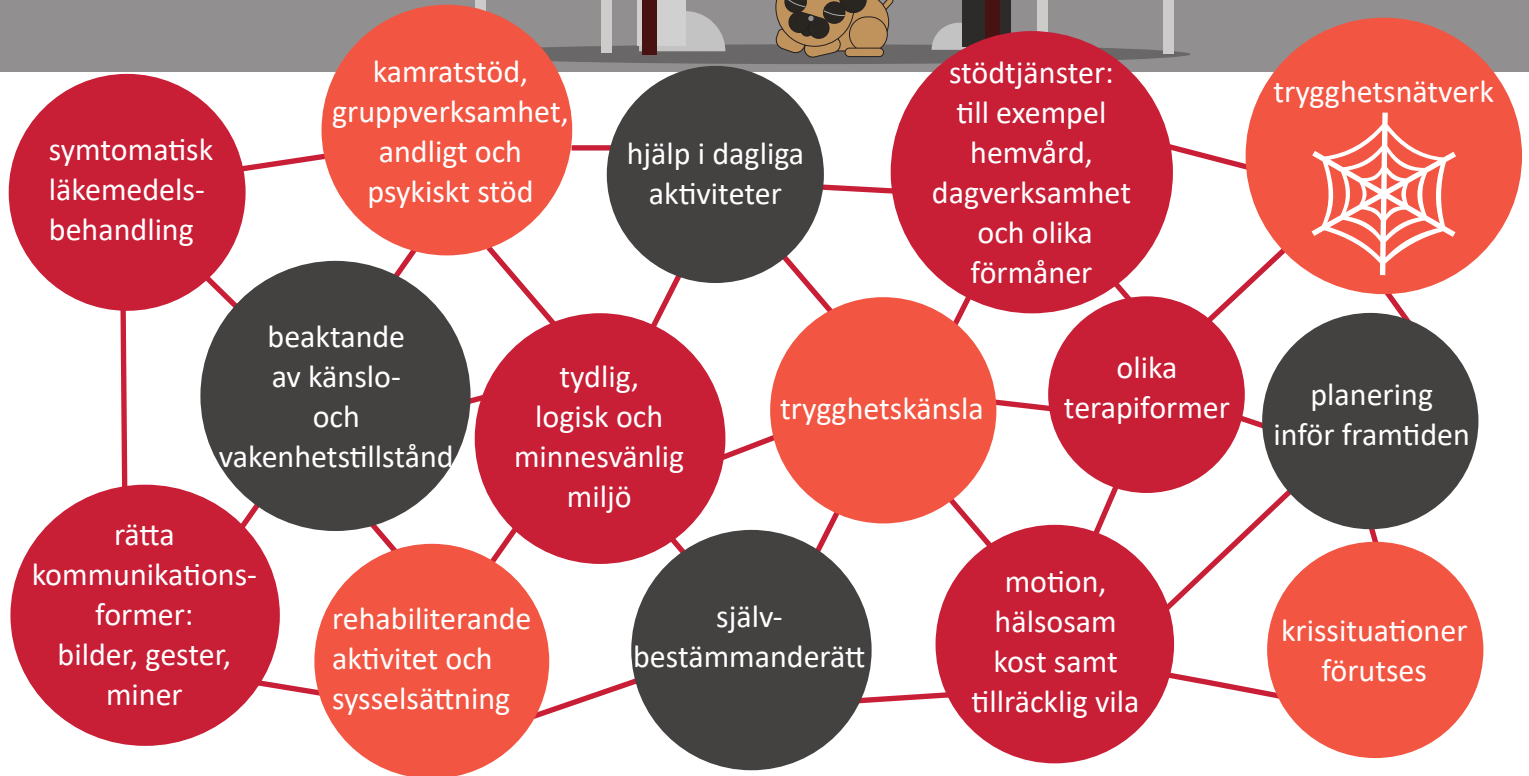 symtomatisk
läkemedels-
behandling
kamratstöd,
gruppverksamhet,
andligt och
psykiskt stöd
hjälp i dagliga
aktiviteter
stödtjänster:
till exempel
hemvård,
dagverksamhet
och olika
förmåner
trygghetsnätverk
beaktande
av känslo-
och
vakenhetstillstånd
tydlig,
logisk och
minnesvänlig
miljö
trygghetskänsla
olika
terapiformer
planering
inför framtiden
rätta
kommunikations-
former:
bilder, gester,
miner
rehabiliterande
aktivitet och
sysselsättning
själv-
bestämmanderätt
motion,
hälsosam
kost samt
tillräcklig vila
krissituationer
förutses